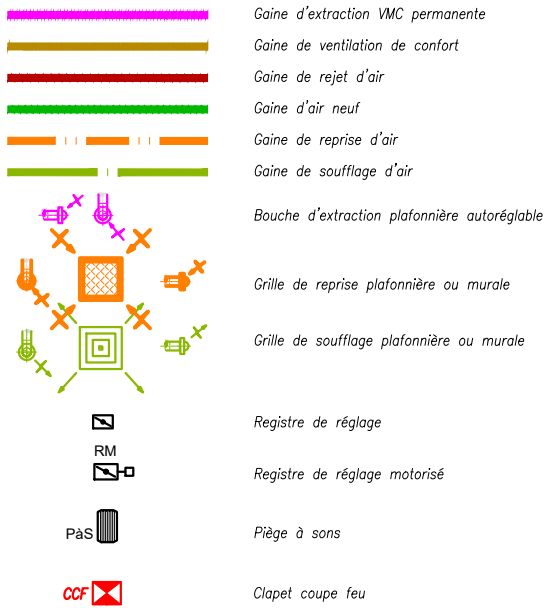 Gaine d'extraction VMC permanente
Gaine de ventilation de confort
Gaine de rejet d'air
Gaine d'air neuf
Gaine de reprise d'air
Gaine de soufflage d'air
Bouche d'extraction plafonnière autoréglable
Grille de reprise plafonnière ou murale
Grille de soufflage plafonnière ou murale
Registre de réglage
RM
Registre de réglage motorisé
PàS
Piège à sons
CCF
Clapet coupe feu